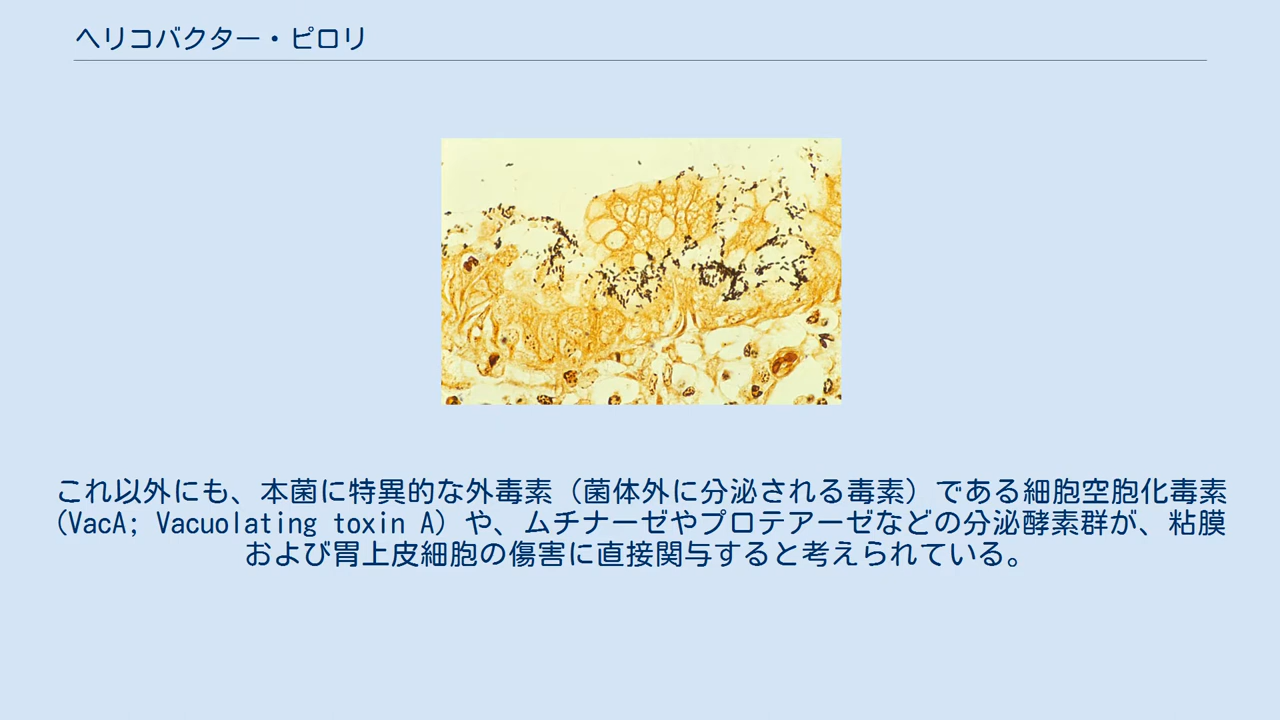 ヘリコバクター・ピロリ
これ以外にも、本菌に特異的な外毒素（菌体外に分泌される毒素）である細胞空胞化毒素
(VacA; Vacuolating toxin A) や、ムチナーゼやプロテアーゼなどの分泌酵素群が、粘膜
および胃上皮細胞の傷害に直接関与すると考えられている。